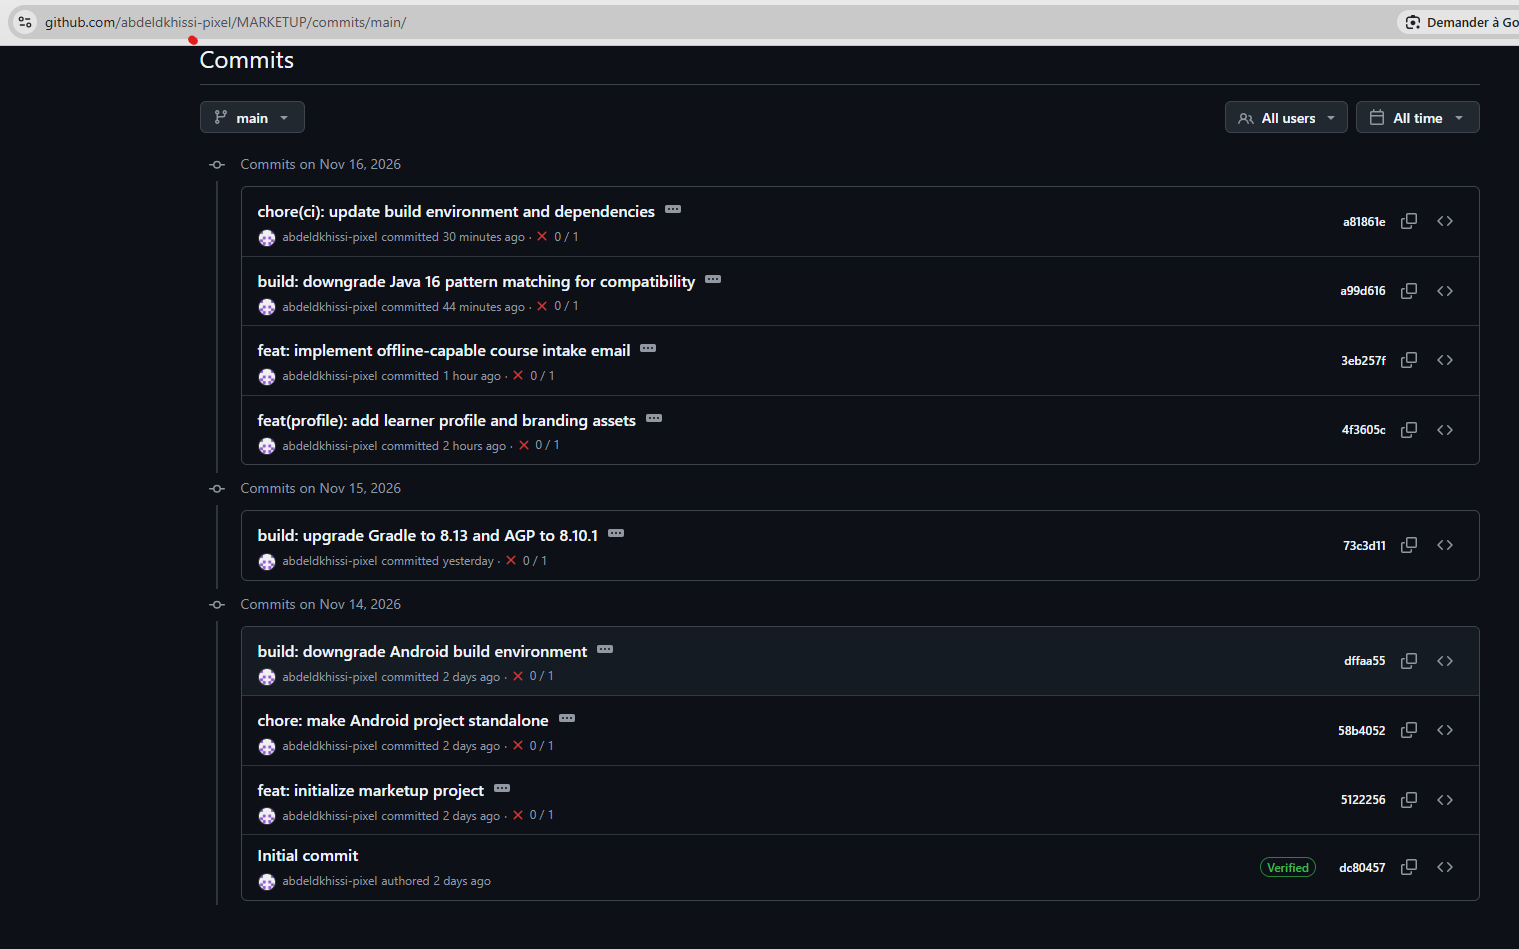 github.com/abdeldkhissi-pixel/MARKETUP/commits/main/
Demander à Go
Commits
main
All users
All time
Commits on Nov 16, 2026
chore(ci): update build environment and dependencies
abdeldkhissi-pixel committed 30 minutes ago · 0 / 1
a81861e
build: downgrade Java 16 pattern matching for compatibility
abdeldkhissi-pixel committed 44 minutes ago · 0 / 1
a99d616
feat: implement offline-capable course intake email
abdeldkhissi-pixel committed 1 hour ago · 0 / 1
3eb257f
feat(profile): add learner profile and branding assets
abdeldkhissi-pixel committed 2 hours ago · 0 / 1
4f3605c
Commits on Nov 15, 2026
build: upgrade Gradle to 8.13 and AGP to 8.10.1
abdeldkhissi-pixel committed yesterday · 0 / 1
73c3d11
Commits on Nov 14, 2026
build: downgrade Android build environment
abdeldkhissi-pixel committed 2 days ago · 0 / 1
dffaa55
chore: make Android project standalone
abdeldkhissi-pixel committed 2 days ago · 0 / 1
58b4052
feat: initialize marketup project
abdeldkhissi-pixel committed 2 days ago · 0 / 1
5122256
Initial commit
abdeldkhissi-pixel authored 2 days ago
Verified
dc80457